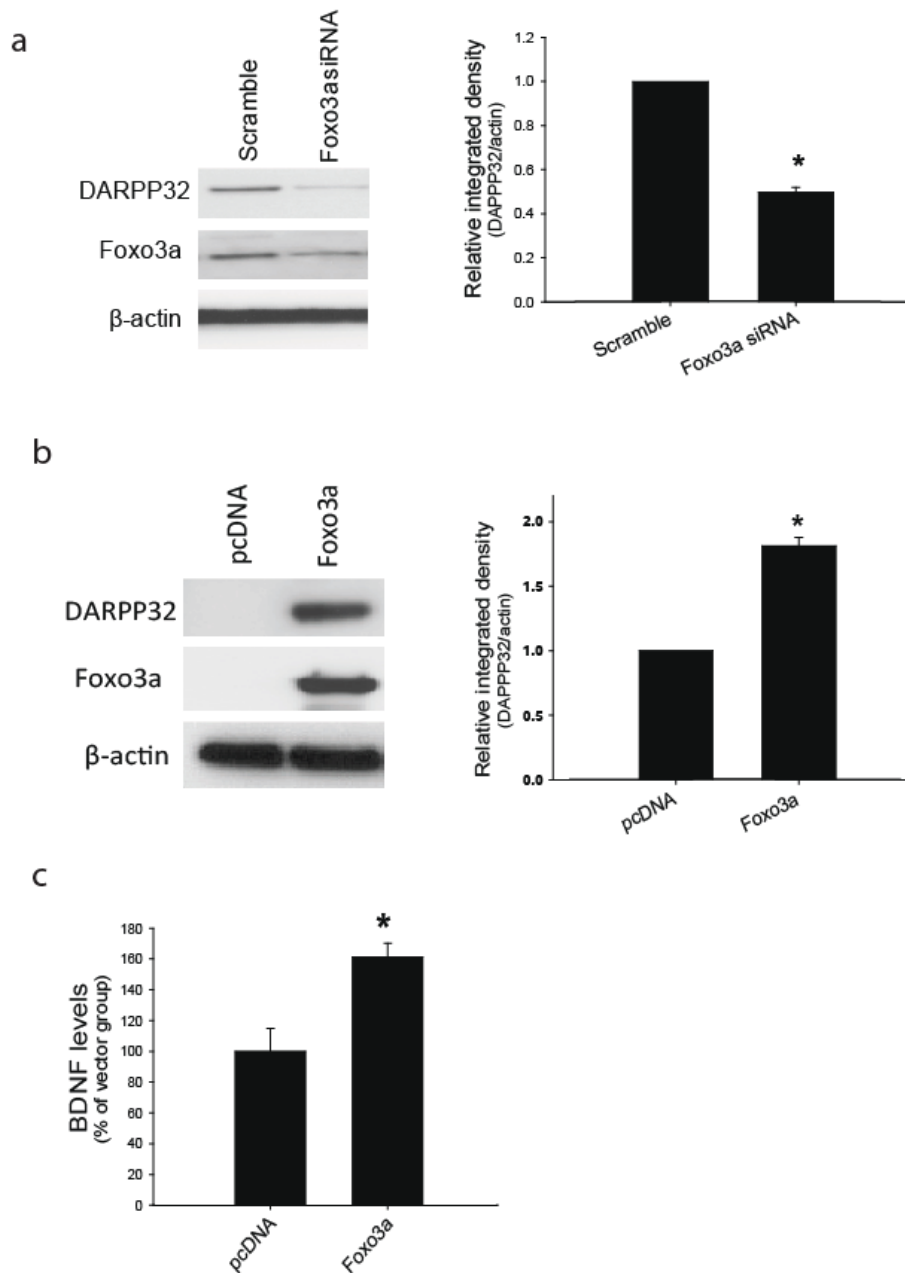 a
Scramble
Foxo3asiRNA
DARPP32
Foxo3a
β-actin
Relative integrated density
(DAPPP32/actin)
1.2
1.0
0.8
0.6
0.4
0.2
0.0
*
Scramble
Foxo3a siRNA
b
pcDNA
Foxo3a
DARPP32
Foxo3a
β-actin
Relative integrated density
(DAPPP32/actin)
2.0
1.5
1.0
0.5
0.0
*
pcDNA
Foxo3a
c
BDNF levels
(% of vector group)
180
160
140
120
100
80
60
40
20
0
*
pcDNA
Foxo3a